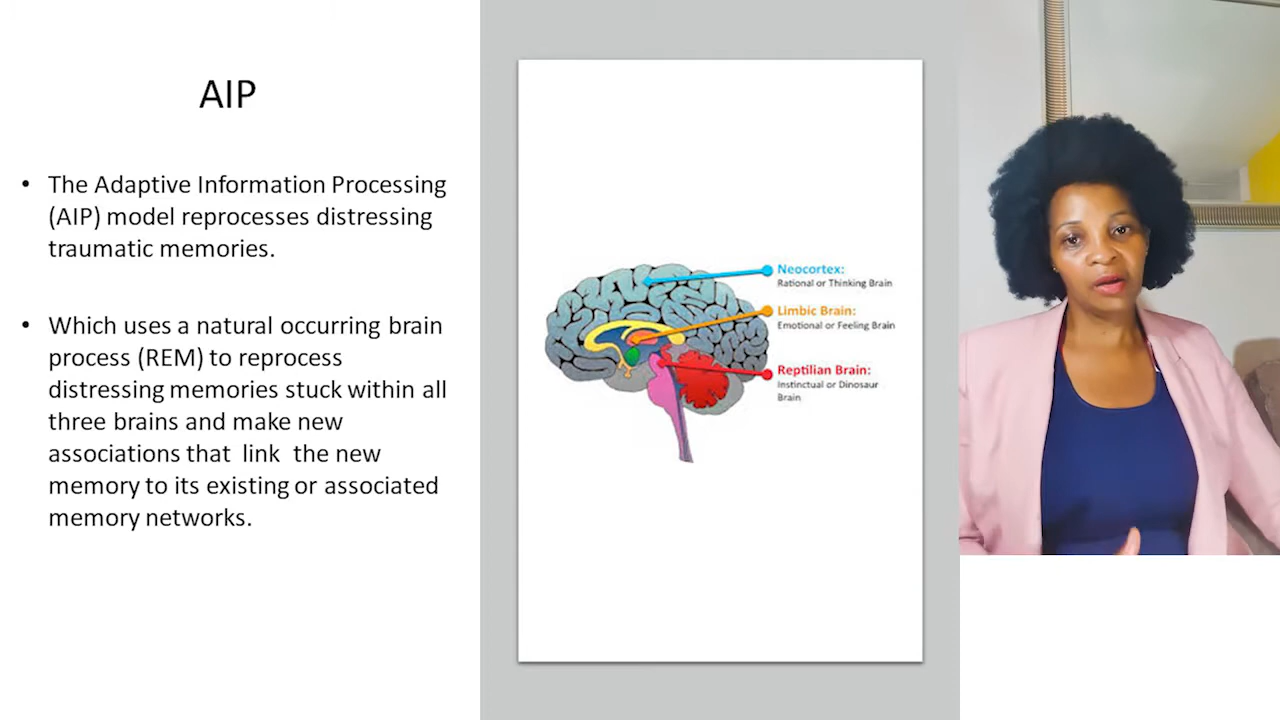 AIP
• The Adaptive Information Processing
(AIP) model reprocesses distressing
traumatic memories.
• Which uses a natural occurring brain
process (REM) to reprocess
distressing memories stuck within all
three brains and make new
associations that link the new
memory to its existing or associated
memory networks.
Neocortex:
Rational or Thinking Brain
Limbic Brain:
Emotional or Feeling Brain
Reptilian Brain:
Instinctual or Dinosaur
Brain